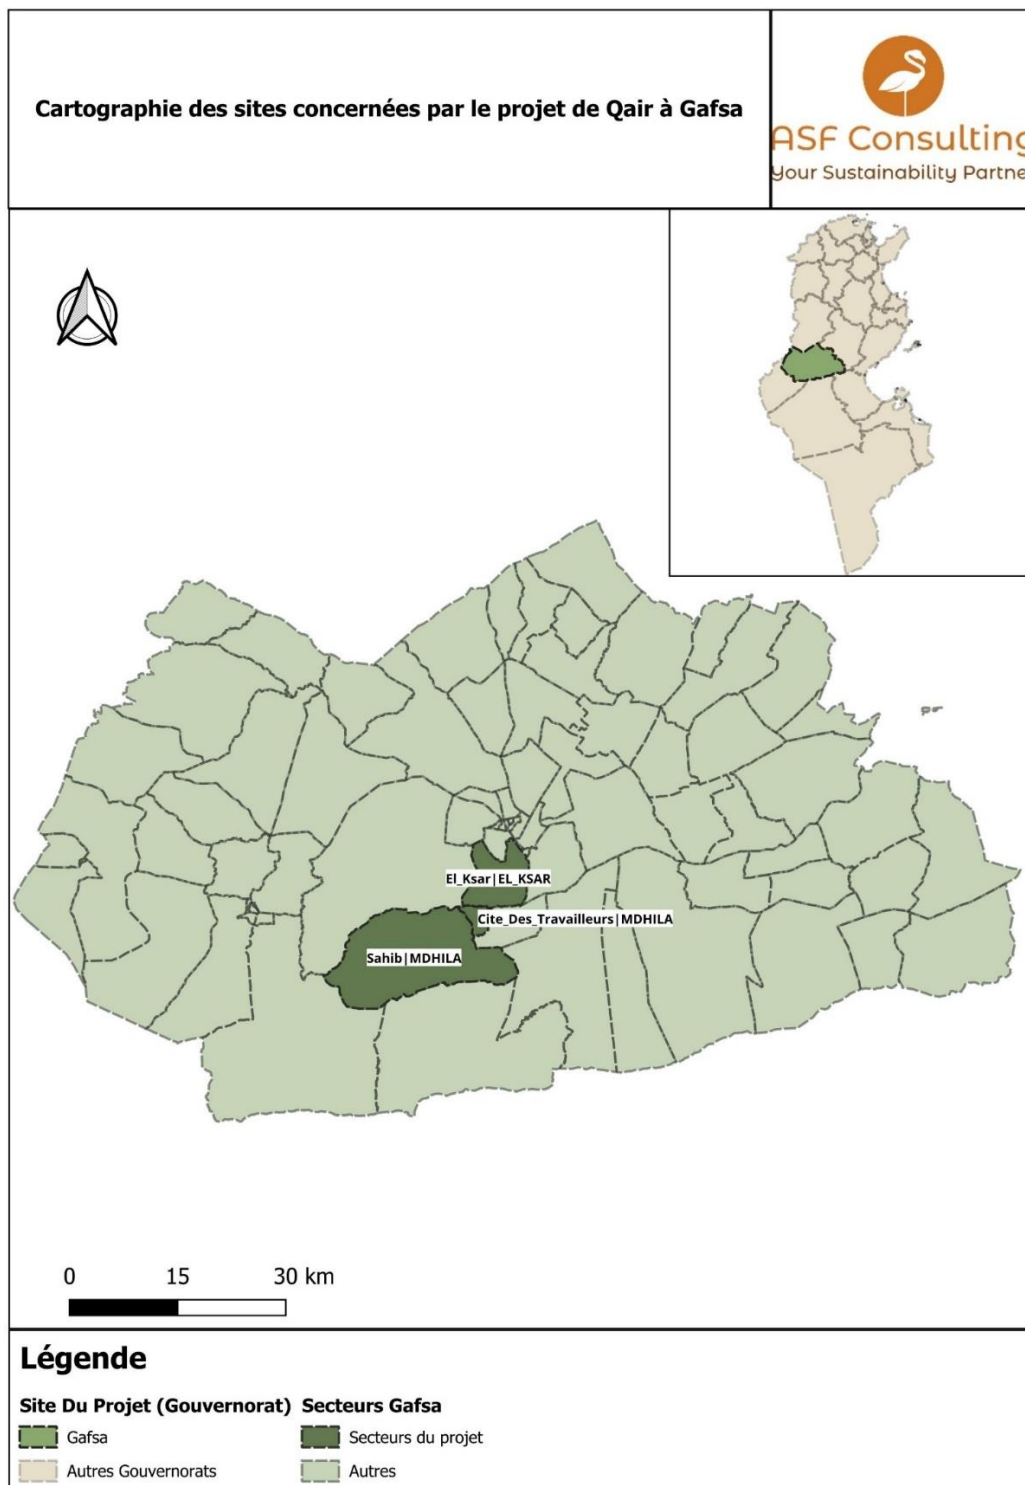 Cartographie des sites concernées par le projet de Qair à Gafsa
ASF Consulting
Your Sustainability Partne
El_Ksar|EL_KSAR
Cite_Des_Travailleurs|MDHILA
Sahib|MDHILA
0 15 30 km
Légende
Site Du Projet (Gouvernorat) Secteurs Gafsa
Gafsa Secteurs du projet
Autres Gouvernorats Autres